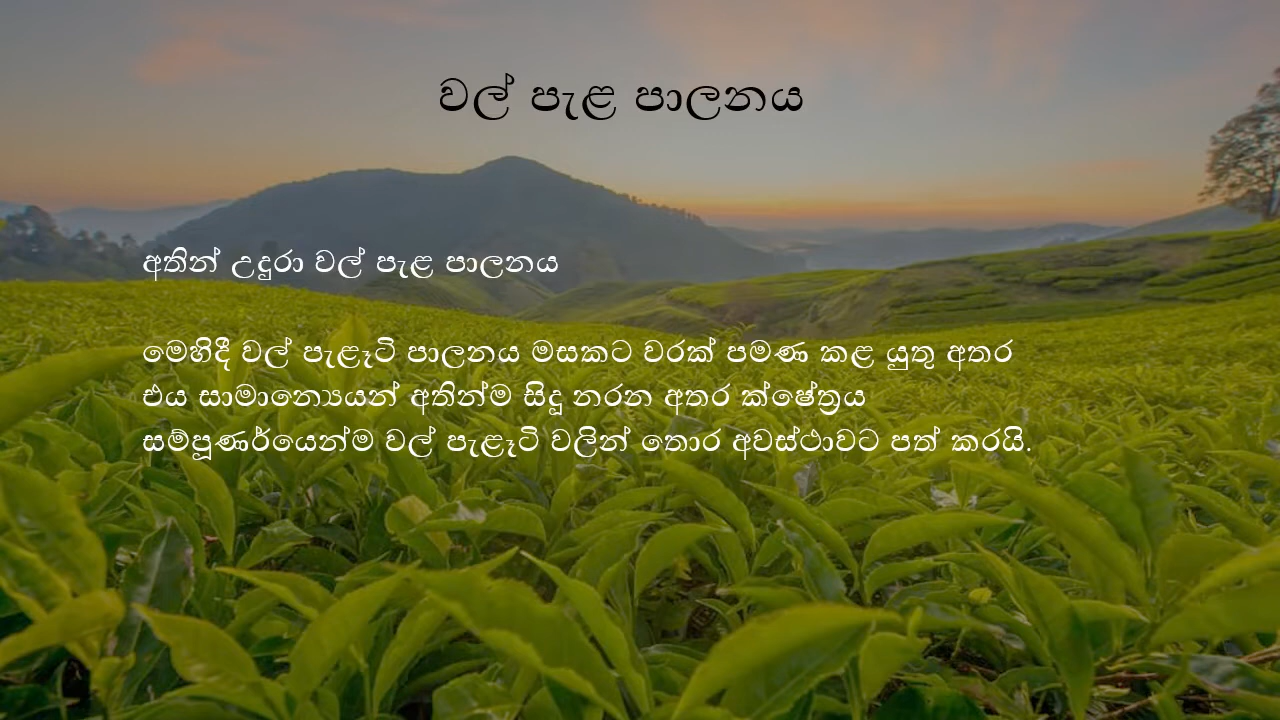 වල් පැළ පාලනය
අතින් උදුරා වල් පැළ පාලනය
මෙහිදී වල් පැළෑටි පාලනය මසකට වරක් පමණ කළ යුතු අතර
එය සාමාන්‍යෙයන් අතින්ම සිදූ නරන අතර ක්ෂේත්‍රය
සම්පූණර්යෙන්ම වල් පැළෑටි වලින් තොර අවස්ථාවට පත් කරයි.